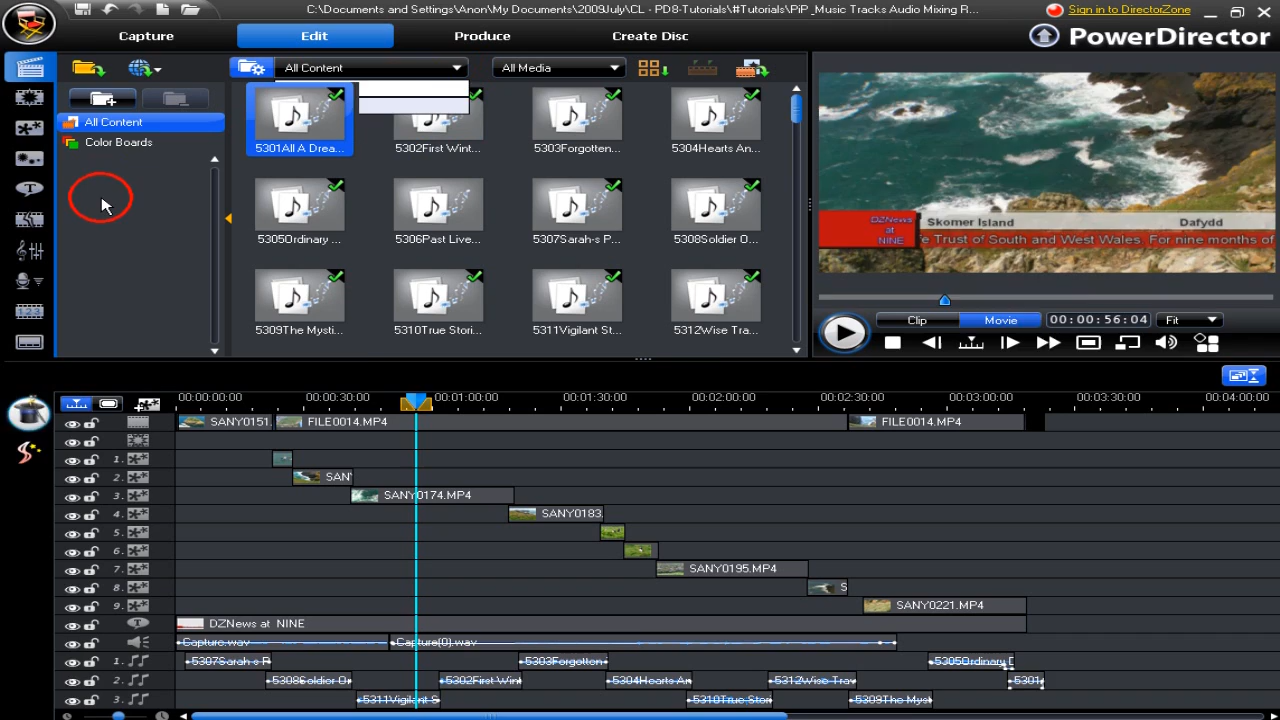 C:\Documents and Settings\Anon\My Documents\2009July\CL - PD8-Tutorials\#Tutorials\PiP_Music Tracks Audio Mixing R...
Sign in to DirectorZone
Capture
Edit
Produce
Create Disc
PowerDirector
All Content
All Media
All Content
Color Boards
5301All A Drea...
5302First Wint...
5303Forgotten...
5304Hearts An...
5305Ordinary ...
5306Past Live...
5307Sarah-s P...
5308Soldier O...
5309The Mysti...
5310True Stori...
5311Vigilant St...
5312Wise Tra...
DZNews
at
NINE
Skomer Island
Dafydd
e Trust of South and West Wales. For nine months of
Clip
Movie
00:00:56:04
Fit
00:00:00:00
00:00:30:00
00:01:00:00
00:01:30:00
00:02:00:00
00:02:30:00
00:03:00:00
00:03:30:00
00:04:00:00
SANY0151.
FILE0014.MP4
FILE0014.MP4
1.
2.
SANY
3.
SANY0174.MP4
4.
SANY0183.
5.
6.
7.
SANY0195.MP4
8.
S
9.
SANY0221.MP4
T
DZNews at NINE
Capture.wav
Capture(0).wav
1.
5307Sarah-s P
5303Forgotten
5305Ordinary
2.
5308Soldier O
5302First Wint
5304Hearts An
5312Wise Trav
5301
3.
5311Vigilant S
5310True Stori
5309The Myst